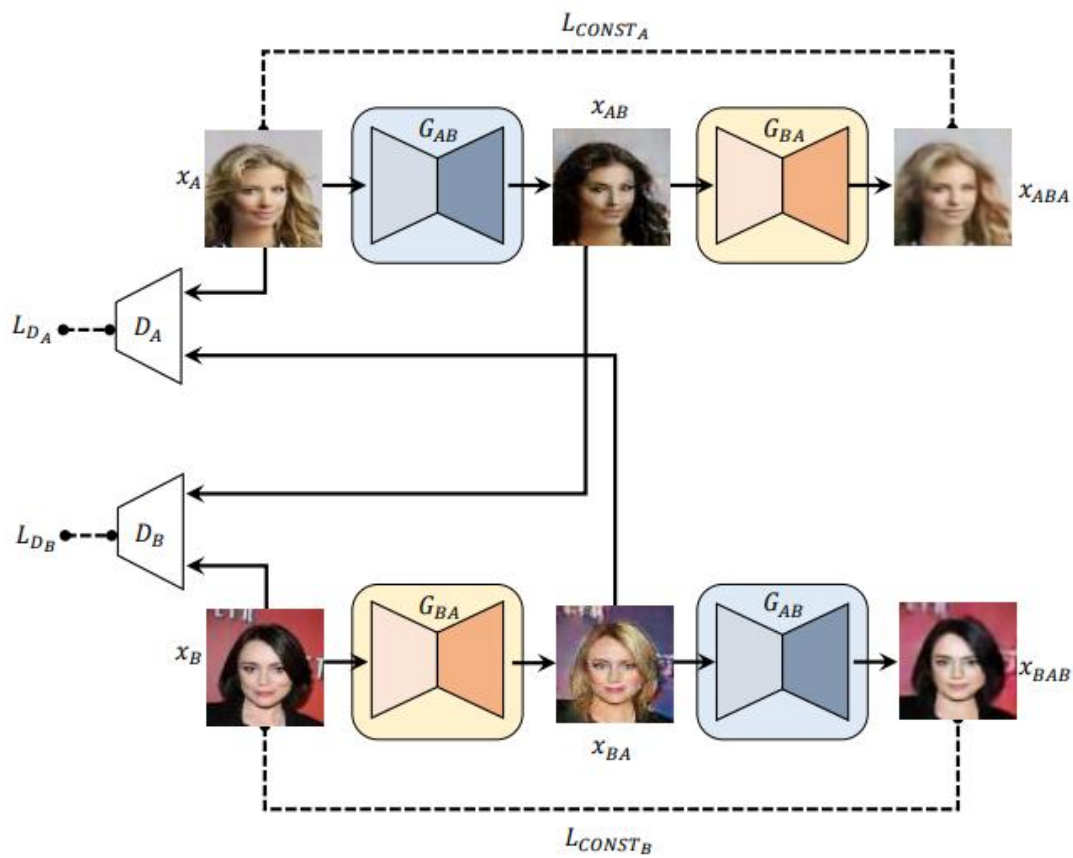 L_{CONST_A}
G_{AB}
x_{AB}
G_{BA}
x_A
x_{ABA}
L_{D_A}
D_A
L_{D_B}
D_B
G_{BA}
G_{AB}
x_B
x_{BAB}
x_{BA}
L_{CONST_B}